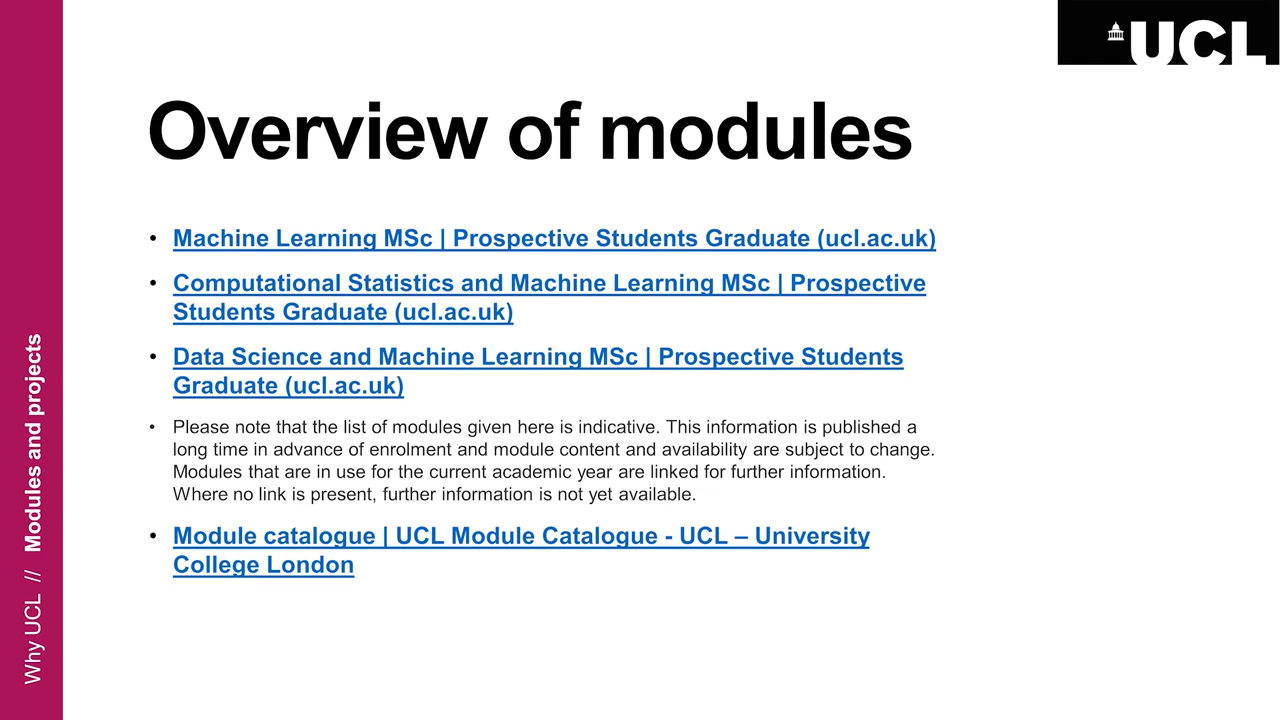 UCL
Overview of modules
• Machine Learning MSc | Prospective Students Graduate (ucl.ac.uk)
• Computational Statistics and Machine Learning MSc | Prospective
Students Graduate (ucl.ac.uk)
• Data Science and Machine Learning MSc | Prospective Students
Graduate (ucl.ac.uk)
• Please note that the list of modules given here is indicative. This information is published a
long time in advance of enrolment and module content and availability are subject to change.
Modules that are in use for the current academic year are linked for further information.
Where no link is present, further information is not yet available.
• Module catalogue | UCL Module Catalogue - UCL – University
College London
Why UCL // Modules and projects